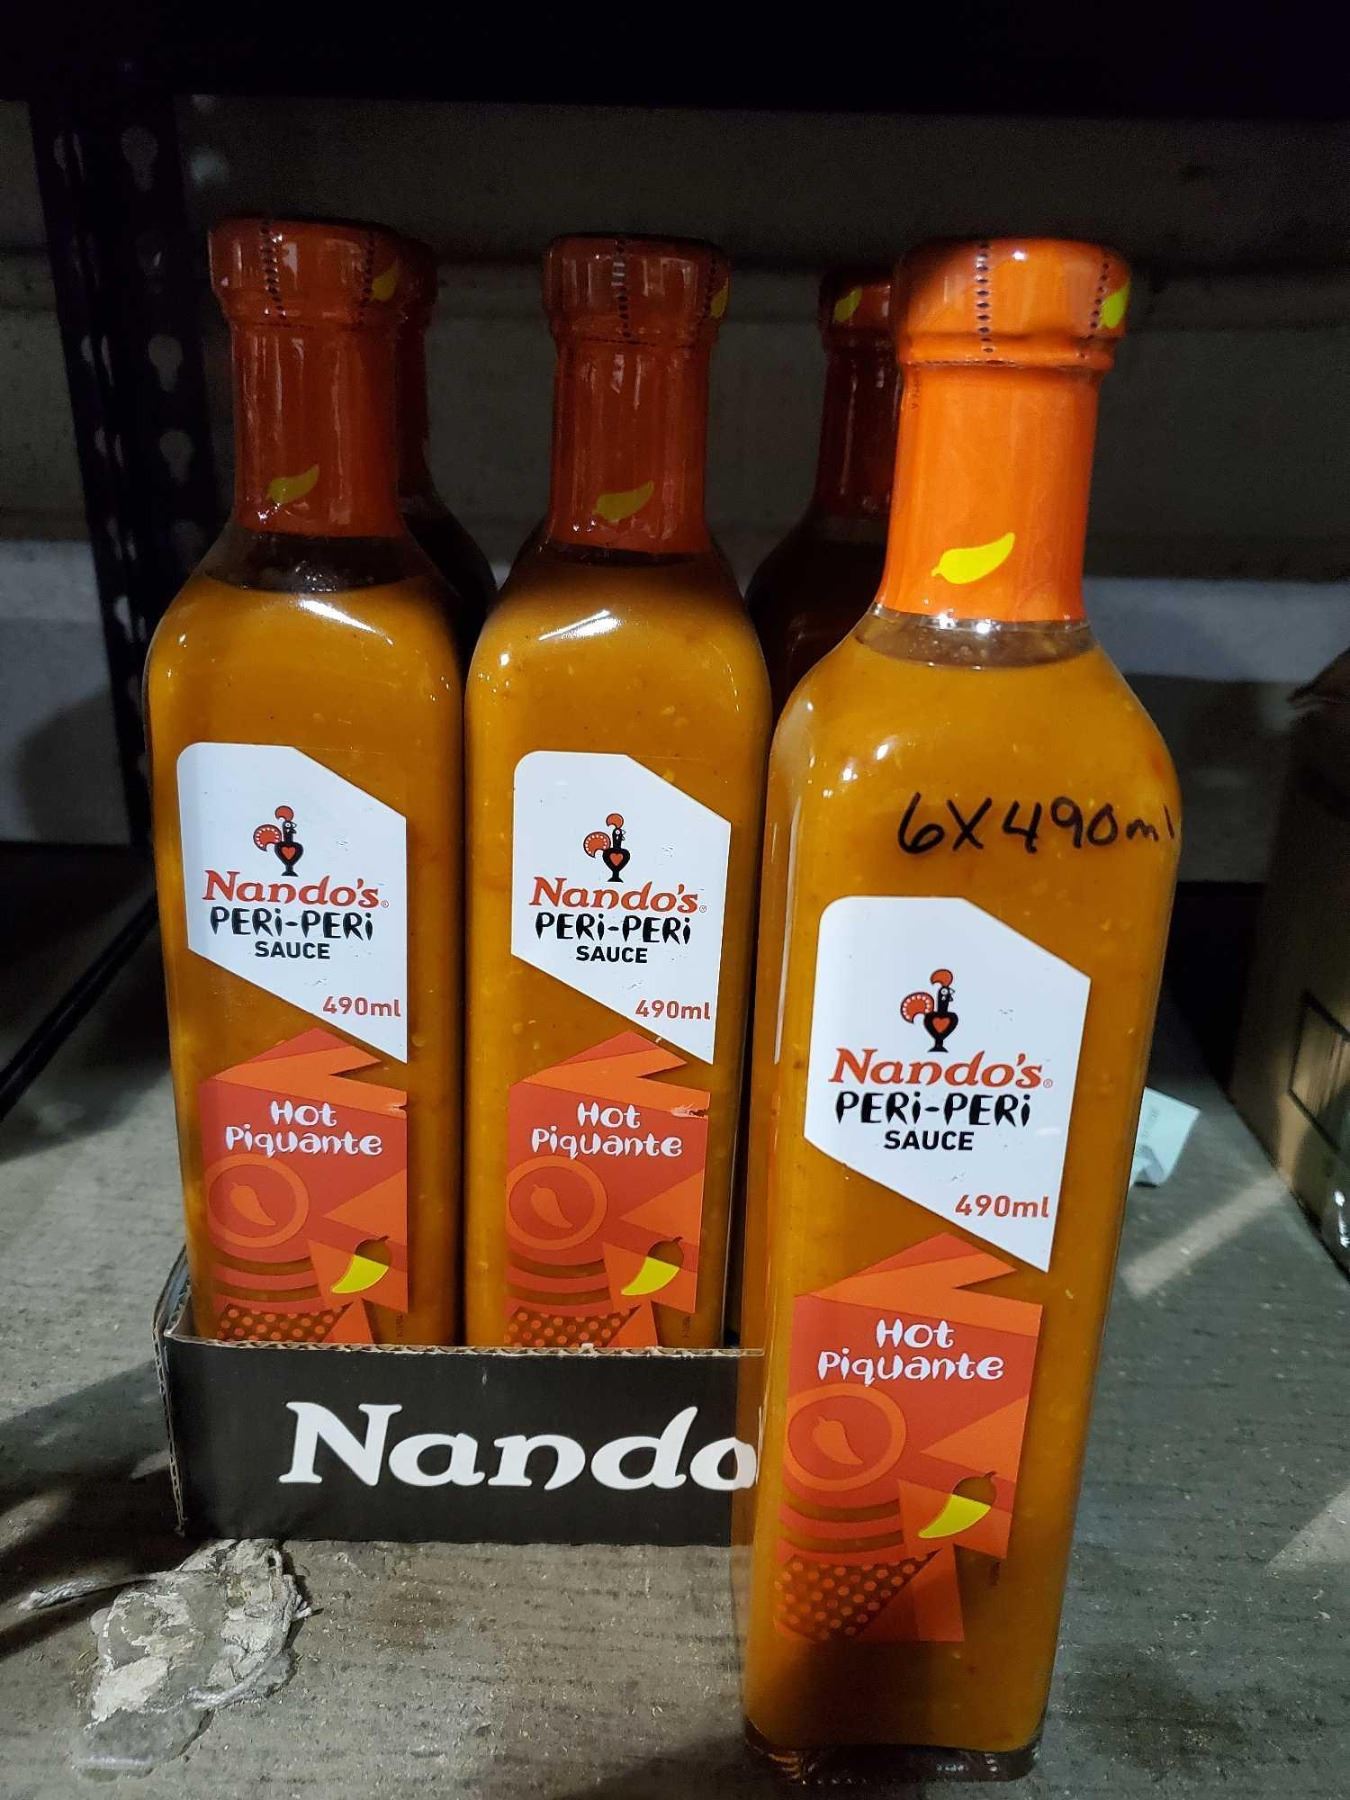 Nando's
PERi-PERi
SAUCE
490ml
Hot
Piquante
Nando's
PERi-PERi
SAUCE
490ml
Hot
Piquante
6X490ml
Nando's
PERi-PERi
SAUCE
490ml
Hot
Piquante
Nando